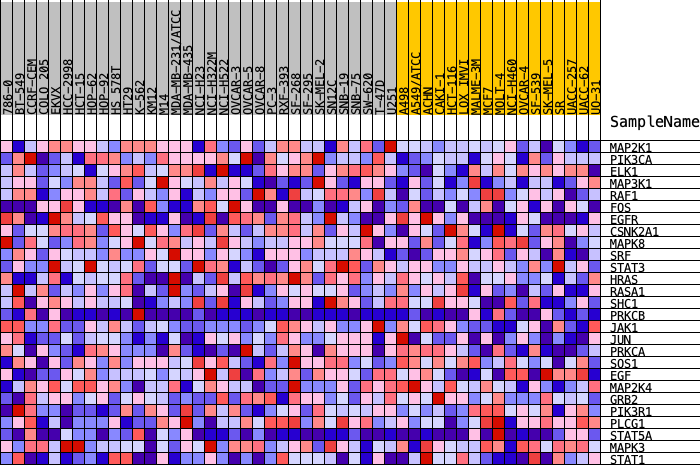 786-0
BT-549
CCRF-CEM
COLO 205
EKVX
HCC-2998
HCT-15
HOP-62
HOP-92
HS 578T
HT29
K-562
KM12
M14
MDA-MB-231/ATCC
MDA-MB-435
NCI-H23
NCI-H322M
NCI-H522
OVCAR-3
OVCAR-5
OVCAR-8
PC-3
RXF-393
SF-268
SF-295
SK-MEL-2
SN12C
SNB-19
SNB-75
SW-620
T-47D
U251
A498
A549/ATCC
ACHN
CAKI-1
HCT-116
LOX IMVI
MALME-3M
MCF7
MOLT-4
NCI-H460
OVCAR-4
SF-539
SK-MEL-5
SR
UACC-257
UACC-62
UO-31
SampleName
MAP2K1
PIK3CA
ELK1
MAP3K1
RAF1
FOS
EGFR
CSNK2A1
MAPK8
SRF
STAT3
HRAS
RASA1
SHC1
PRKCB
JAK1
JUN
PRKCA
SOS1
EGF
MAP2K4
GRB2
PIK3R1
PLCG1
STAT5A
MAPK3
STAT1